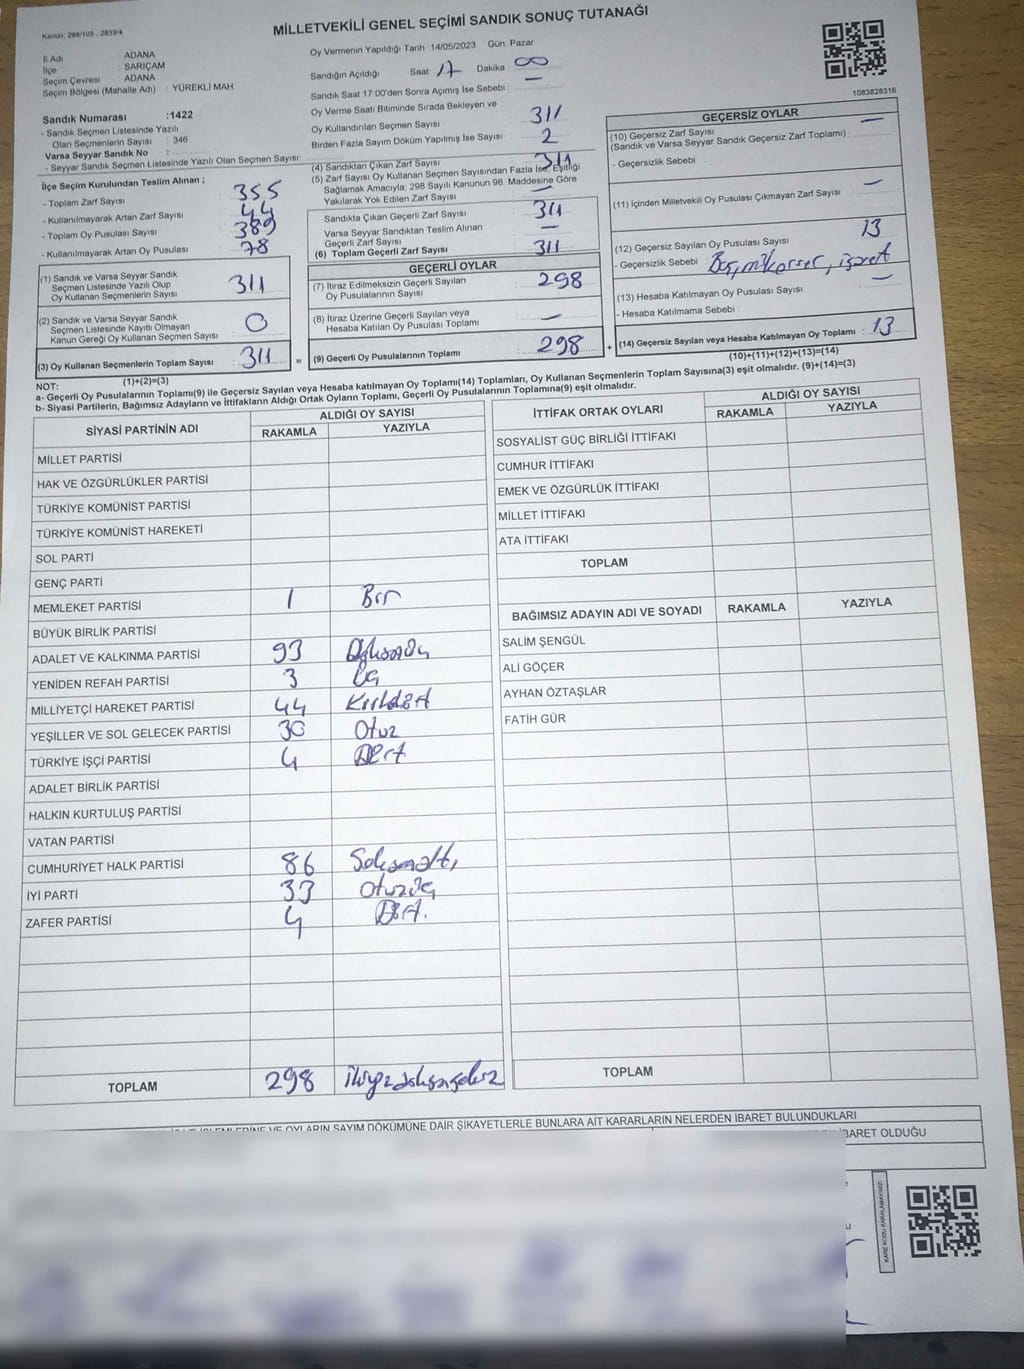 MİLLETVEKİLİ GENEL SEÇİMİ SANDIK SONUÇ TUTANAĞI
Kanun: 298/105 , 2839/4
İl Adı : ADANA
İlçe : SARIÇAM
Seçim Çevresi : ADANA
Seçim Bölgesi (Mahalle Adı) : YÜREKLİ MAH.
Sandık Numarası :1422
- Sandık Seçmen Listesinde Yazılı
Olan Seçmenlerin Sayısı : 346
Varsa Seyyar Sandık No :
- Seyyar Sandık Seçmen Listesinde Yazılı Olan Seçmen Sayısı:
Oy Vermenin Yapıldığı Tarih :14/05/2023 Gün: Pazar
Sandığın Açıldığı Saat: 17 Dakika : 00
Sandık Saat 17:00'den Sonra Açılmış İse Sebebi : —
Oy Verme Saati Bitiminde Sırada Bekleyen ve
Oy Kullandırılan Seçmen Sayısı : 311
Birden Fazla Sayım Döküm Yapılmış İse Sayısı : 2
(4) Sandıktan Çıkan Zarf Sayısı : 311
(5) Zarf Sayısı Oy Kullanan Seçmen Sayısından Fazla İse, Eşitliği
Sağlamak Amacıyla; 298 Sayılı Kanunun 98. Maddesine Göre
Yakılarak Yok Edilen Zarf Sayısı : —
Sandıkta Çıkan Geçerli Zarf Sayısı : 311
Varsa Seyyar Sandıktan Teslim Alınan
Geçerli Zarf Sayısı : —
(6) Toplam Geçerli Zarf Sayısı : 311
İlçe Seçim Kurulundan Teslim Alınan ;
- Toplam Zarf Sayısı : 355
- Kullanılmayarak Artan Zarf Sayısı : 44
- Toplam Oy Pusulası Sayısı : 389
- Kullanılmayarak Artan Oy Pusulası : 78
(1) Sandık ve Varsa Seyyar Sandık
Seçmen Listesinde Yazılı Olup
Oy Kullanan Seçmenlerin Sayısı : 311
(2) Sandık ve Varsa Seyyar Sandık
Seçmen Listesinde Kayıtlı Olmayan
Kanun Gereği Oy Kullanan Seçmen Sayısı : 0
(3) Oy Kullanan Seçmenlerin Toplam Sayısı : 311
(1)+(2)=(3)
GEÇERLİ OYLAR
(7) İtiraz Edilmeksizin Geçerli Sayılan
Oy Pusulalarının Sayısı : 298
(8) İtiraz Üzerine Geçerli Sayılan veya
Hesaba Katılan Oy Pusulası Toplamı : —
= (9) Geçerli Oy Pusulalarının Toplamı : 298 +
1083828316
GEÇERSİZ OYLAR
(10) Geçersiz Zarf Sayısı
(Sandık ve Varsa Seyyar Sandık Geçersiz Zarf Toplamı) : —
- Geçersizlik Sebebi :
(11) İçinden Milletvekili Oy Pusulası Çıkmayan Zarf Sayısı : —
(12) Geçersiz Sayılan Oy Pusulası Sayısı : 13
- Geçersizlik Sebebi : işaret
(13) Hesaba Katılmayan Oy Pusulası Sayısı : —
- Hesaba Katılmama Sebebi :
(14) Geçersiz Sayılan veya Hesaba Katılmayan Oy Toplamı : 13
(10)+(11)+(12)+(13)=(14)
NOT:
a- Geçerli Oy Pusulalarının Toplamı(9) ile Geçersiz Sayılan veya Hesaba katılmayan Oy Toplamı(14) Toplamları, Oy Kullanan Seçmenlerin Toplam Sayısına(3) eşit olmalıdır. (9)+(14)=(3)
b- Siyasi Partilerin, Bağımsız Adayların ve İttifakların Aldığı Ortak Oyların Toplamı, Geçerli Oy Pusulalarının Toplamına(9) eşit olmalıdır.
SİYASİ PARTİNİN ADI ALDIĞI OY SAYISI
RAKAMLA YAZIYLA
MİLLET PARTİSİ
HAK VE ÖZGÜRLÜKLER PARTİSİ
TÜRKİYE KOMÜNİST PARTİSİ
TÜRKİYE KOMÜNİST HAREKETİ
SOL PARTİ
GENÇ PARTİ
MEMLEKET PARTİSİ 1 Bir
BÜYÜK BİRLİK PARTİSİ
ADALET VE KALKINMA PARTİSİ 93
YENİDEN REFAH PARTİSİ 3 Üç
MİLLİYETÇİ HAREKET PARTİSİ 44
YEŞİLLER VE SOL GELECEK PARTİSİ 30 Otuz
TÜRKİYE İŞÇİ PARTİSİ 4 Dört
ADALET BİRLİK PARTİSİ
HALKIN KURTULUŞ PARTİSİ
VATAN PARTİSİ
CUMHURİYET HALK PARTİSİ 86 Seksenaltı
İYİ PARTİ 33 Otuzüç
ZAFER PARTİSİ 4 Dört.
TOPLAM 298 ikiyüzdoksansekiz
İTTİFAK ORTAK OYLARI ALDIĞI OY SAYISI
RAKAMLA YAZIYLA
SOSYALİST GÜÇ BİRLİĞİ İTTİFAKI
CUMHUR İTTİFAKI
EMEK VE ÖZGÜRLÜK İTTİFAKI
MİLLET İTTİFAKI
ATA İTTİFAKI
TOPLAM
BAĞIMSIZ ADAYIN ADI VE SOYADI RAKAMLA YAZIYLA
SALİM ŞENGÜL
ALİ GÖÇER
AYHAN ÖZTAŞLAR
FATİH GÜR
TOPLAM
VE OYLARIN SAYIM DÖKÜMÜNE DAİR ŞİKAYETLERLE BUNLARA AİT KARARLARIN NELERDEN İBARET BULUNDUKLARI
İBARET OLDUĞU
KARE KODU KARALAMAYINIZ!